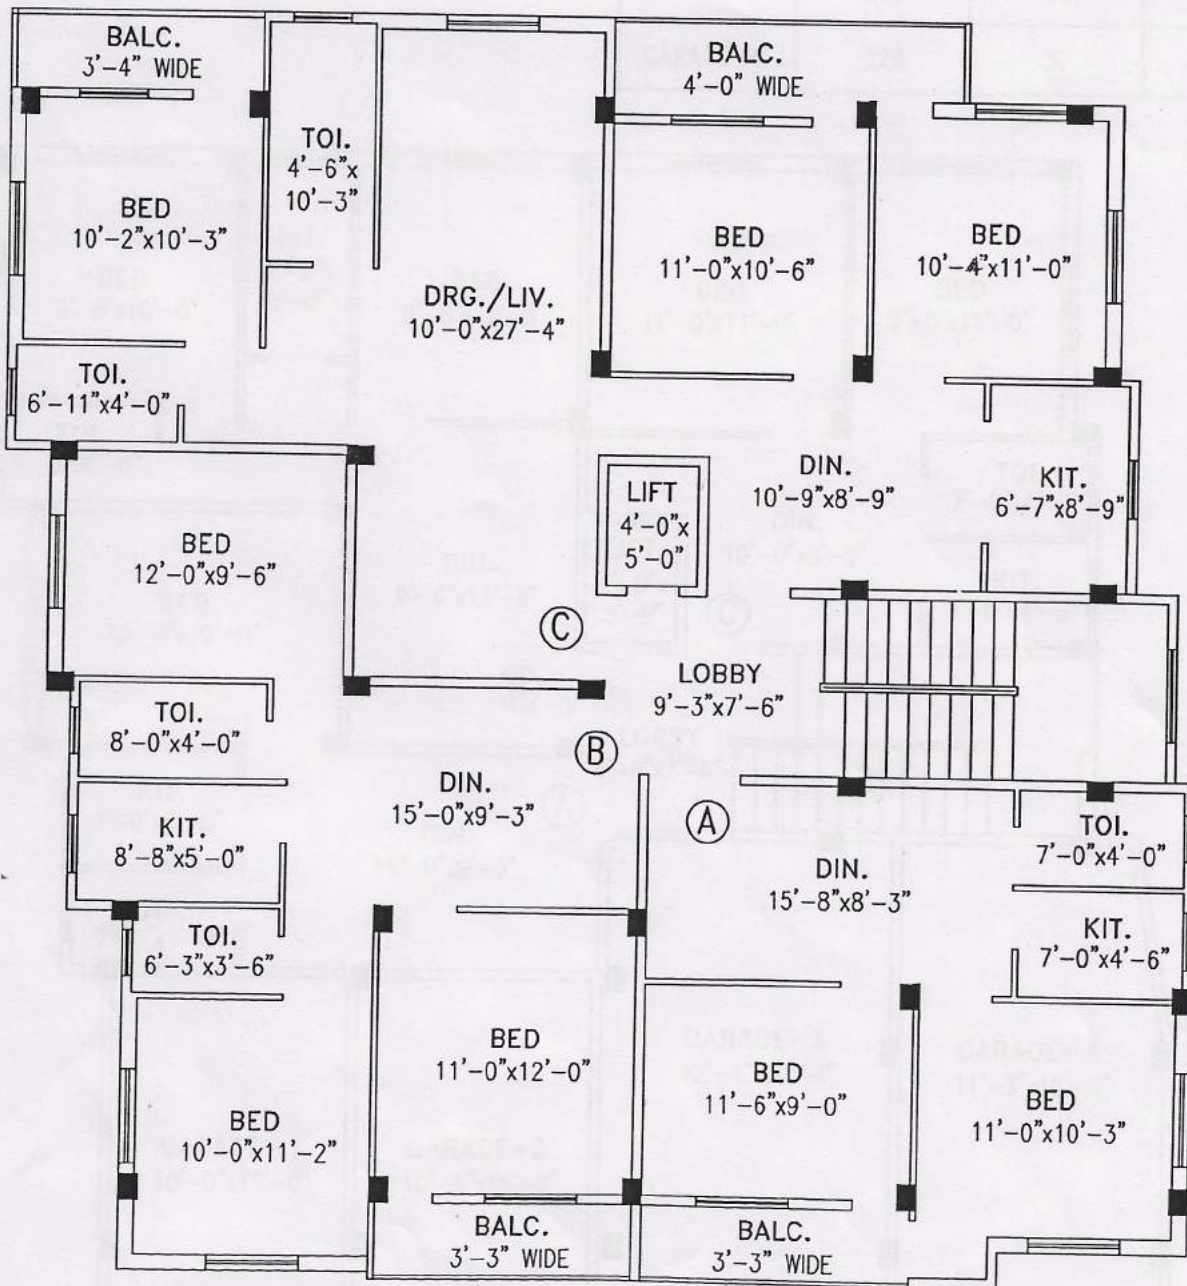 BALC.
3'-4" WIDE
TOI.
4'-6"x
10'-3"
BALC.
4'-0" WIDE
BED
10'-2"x10'-3"
DRG./LIV.
10'-0"x27'-4"
BED
11'-0"x10'-6"
BED
10'-4"x11'-0"
TOI.
6'-11"x4'-0"
BED
12'-0"x9'-6"
LIFT
4'-0"x
5'-0"
DIN.
10'-9"x8'-9"
KIT.
6'-7"x8'-9"
C
LOBBY
9'-3"x7'-6"
TOI.
8'-0"x4'-0"
B
DIN.
15'-0"x9'-3"
A
KIT.
8'-8"x5'-0"
DIN.
15'-8"x8'-3"
TOI.
7'-0"x4'-0"
TOI.
6'-3"x3'-6"
KIT.
7'-0"x4'-6"
BED
11'-0"x12'-0"
BED
11'-6"x9'-0"
BED
10'-0"x11'-2"
BED
11'-0"x10'-3"
BALC.
3'-3" WIDE
BALC.
3'-3" WIDE